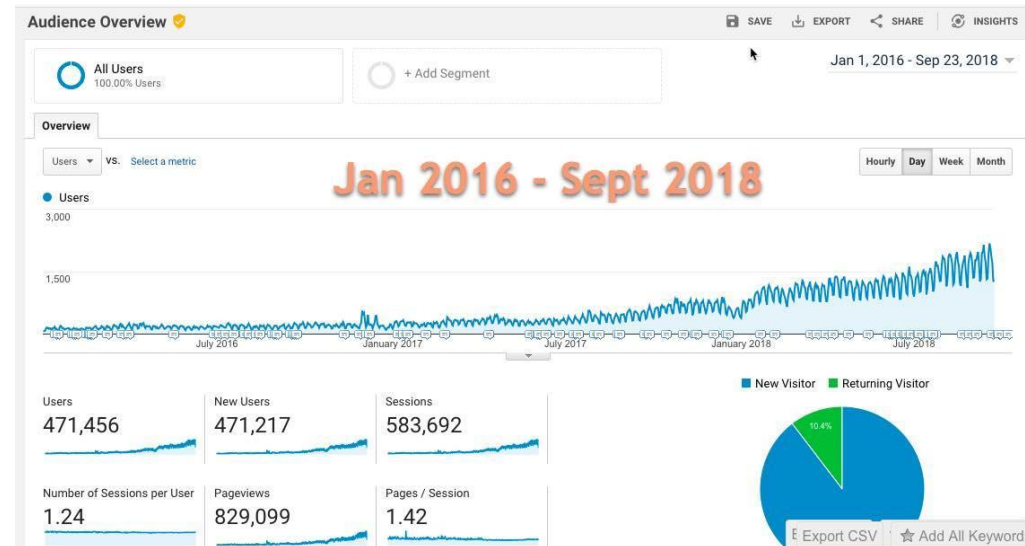 Audience Overview
SAVE EXPORT SHARE INSIGHTS
All Users
100.00% Users
+ Add Segment
Jan 1, 2016 - Sep 23, 2018
Overview
Users VS. Select a metric
Hourly Day Week Month
Jan 2016 - Sept 2018
Users
3,000
1,500
July 2016 January 2017 July 2017 January 2018 July 2018
New Visitor Returning Visitor
Users New Users Sessions
471,456 471,217 583,692
10.4%
Number of Sessions per User Pageviews Pages / Session
1.24 829,099 1.42
Export CSV Add All Keyword